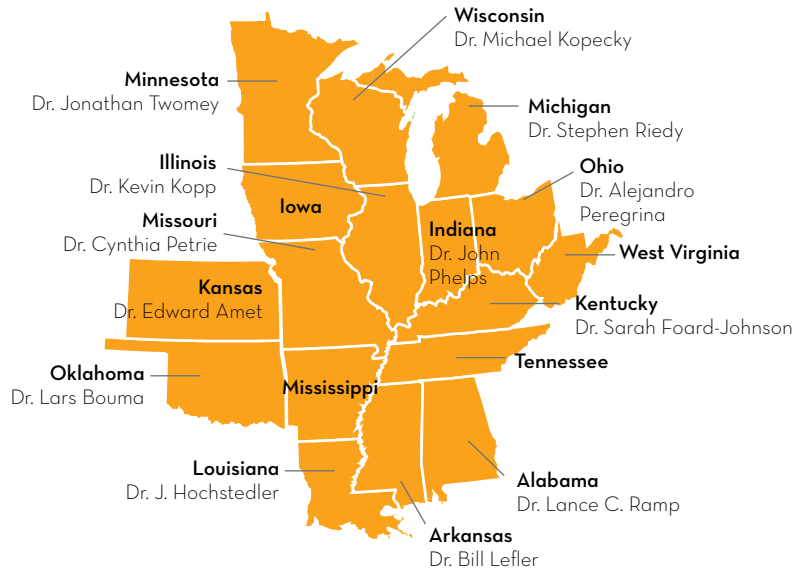 Wisconsin
Dr. Michael Kopecky
Minnesota
Dr. Jonathan Twomey
Michigan
Dr. Stephen Riedy
Illinois
Dr. Kevin Kopp
Ohio
Dr. Alejandro
Peregrina
Iowa
Missouri
Dr. Cynthia Petrie
Indiana
Dr. John
Phelps
West Virginia
Kansas
Dr. Edward Amet
Kentucky
Dr. Sarah Foard-Johnson
Tennessee
Oklahoma
Dr. Lars Bouma
Mississippi
Louisiana
Dr. J. Hochstedler
Alabama
Dr. Lance C. Ramp
Arkansas
Dr. Bill Lefler